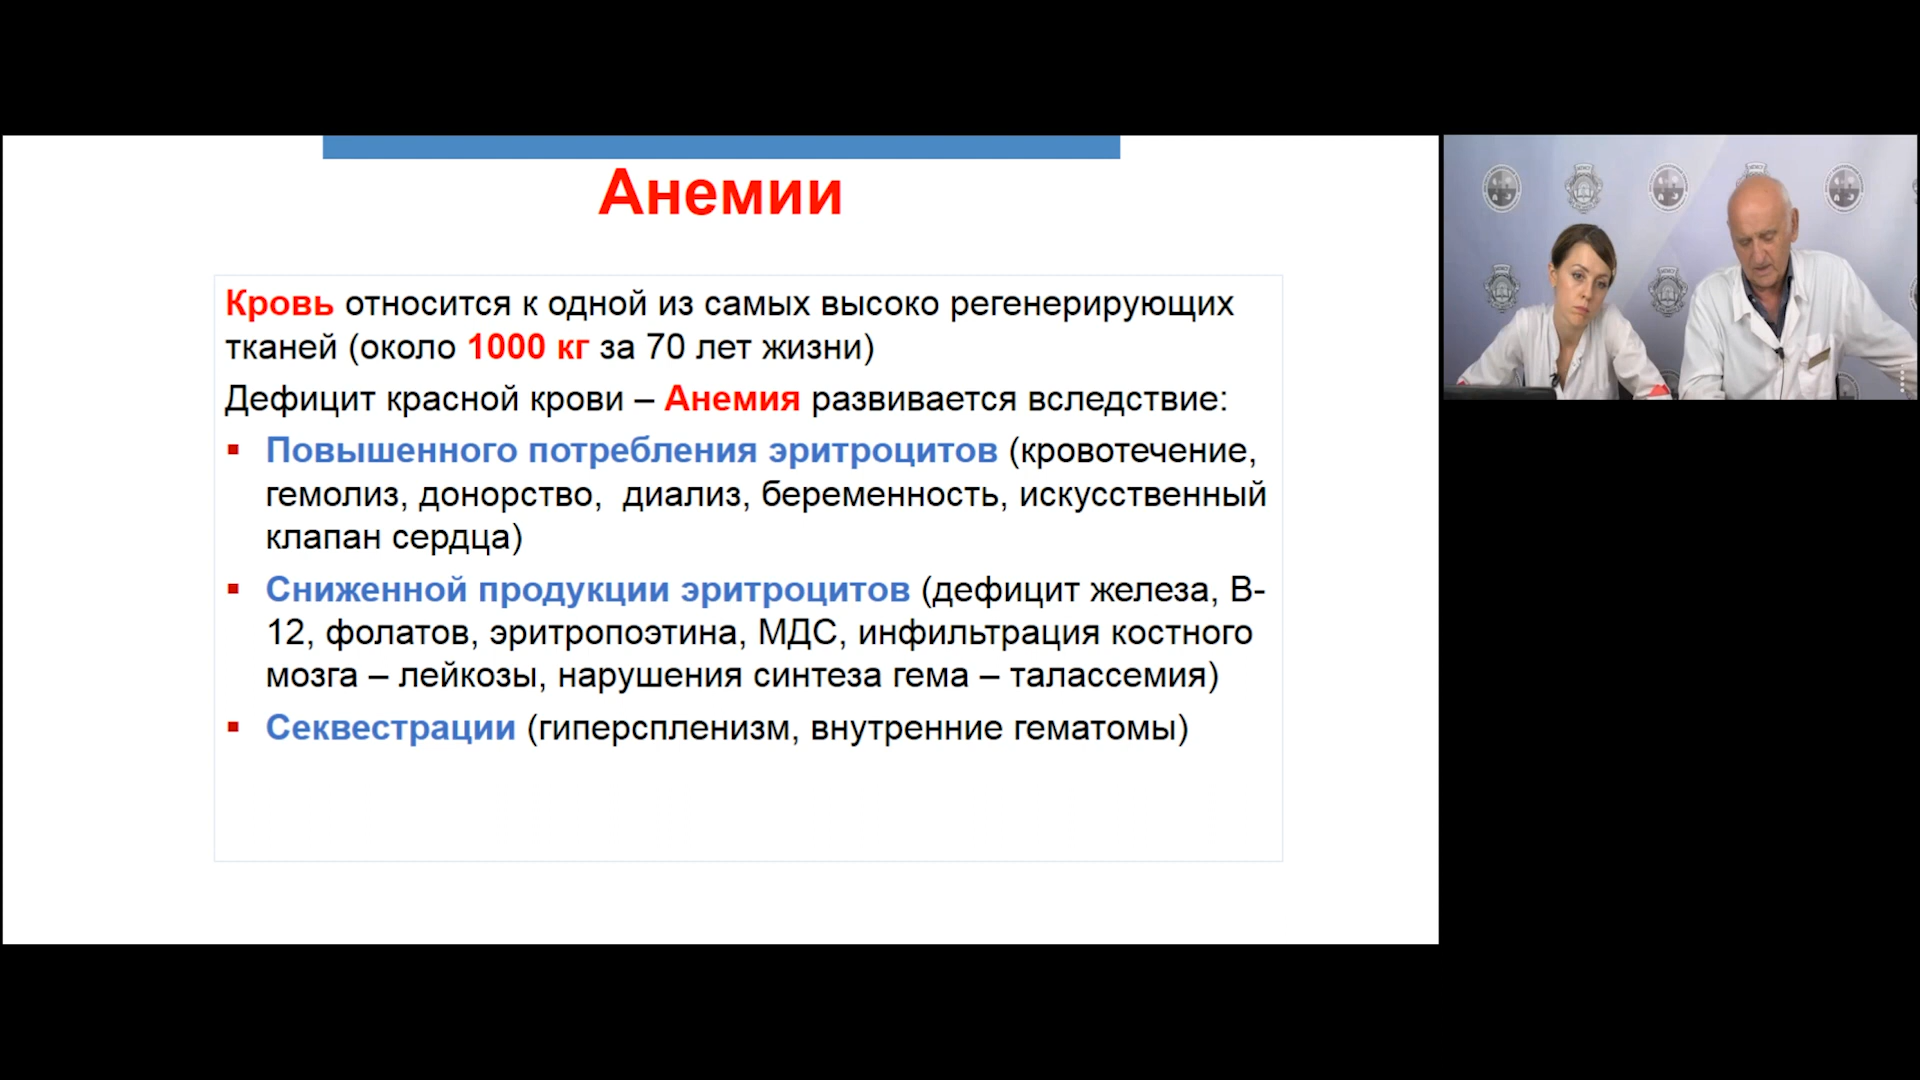 Анемии
Кровь относится к одной из самых высоко регенерирующих
тканей (около 1000 кг за 70 лет жизни)
Дефицит красной крови – Анемия развивается вследствие:
▪ Повышенного потребления эритроцитов (кровотечение,
гемолиз, донорство, диализ, беременность, искусственный
клапан сердца)
▪ Сниженной продукции эритроцитов (дефицит железа, В-
12, фолатов, эритропоэтина, МДС, инфильтрация костного
мозга – лейкозы, нарушения синтеза гема – талассемия)
▪ Секвестрации (гиперспленизм, внутренние гематомы)